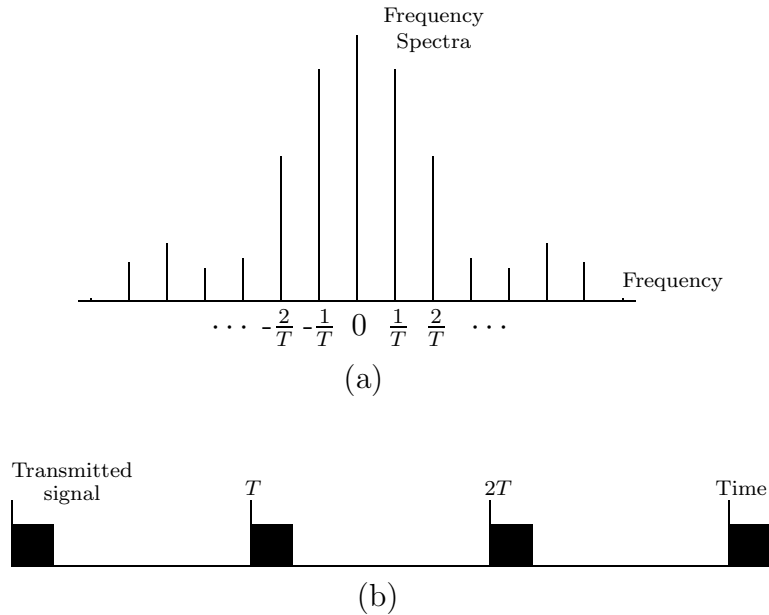 Frequency
Spectra
Frequency
··· -2/T -1/T 0 1/T 2/T ···
(a)
Transmitted
signal
T
2T
Time
(b)